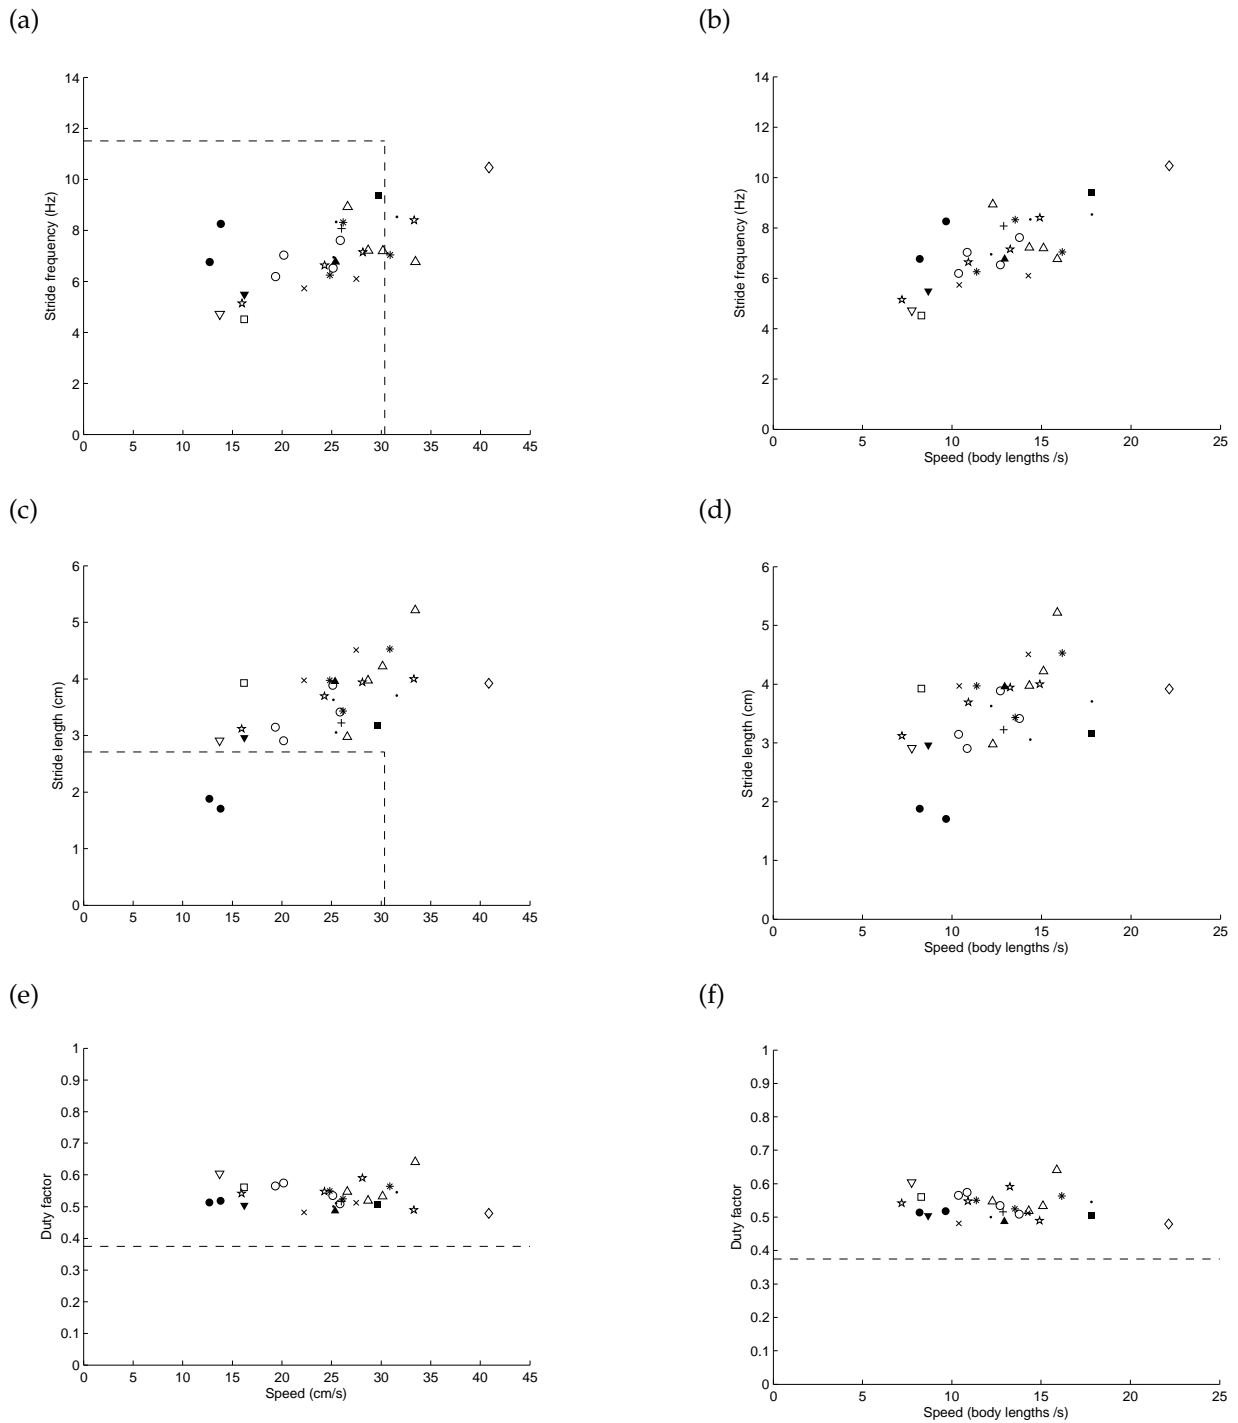 (a)
14
12
10
8
6
4
2
0
Stride frequency (Hz)
0 5 10 15 20 25 30 35 40 45
(b)
14
12
10
8
6
4
2
0
Stride frequency (Hz)
0 5 10 15 20 25
Speed (body lengths /s)
(c)
6
5
4
3
2
1
0
Stride length (cm)
0 5 10 15 20 25 30 35 40 45
(d)
6
5
4
3
2
1
0
Stride length (cm)
0 5 10 15 20 25
Speed (body lengths /s)
(e)
1
0.9
0.8
0.7
0.6
0.5
0.4
0.3
0.2
0.1
0
Duty factor
0 5 10 15 20 25 30 35 40 45
Speed (cm/s)
(f)
1
0.9
0.8
0.7
0.6
0.5
0.4
0.3
0.2
0.1
0
Duty factor
0 5 10 15 20 25
Speed (body lengths /s)